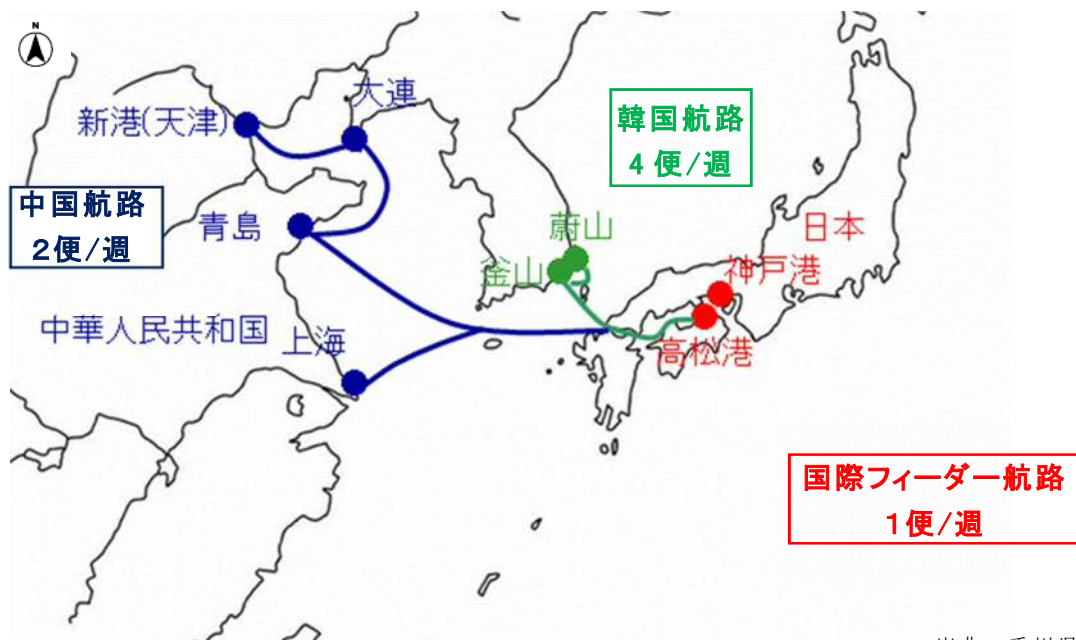 N
大連
新港(天津)
韓国航路
4便/週
中国航路
2便/週
青島
蔚山
日本
釜山
神戸港
中華人民共和国
上海
高松港
国際フィーダー航路
1便/週